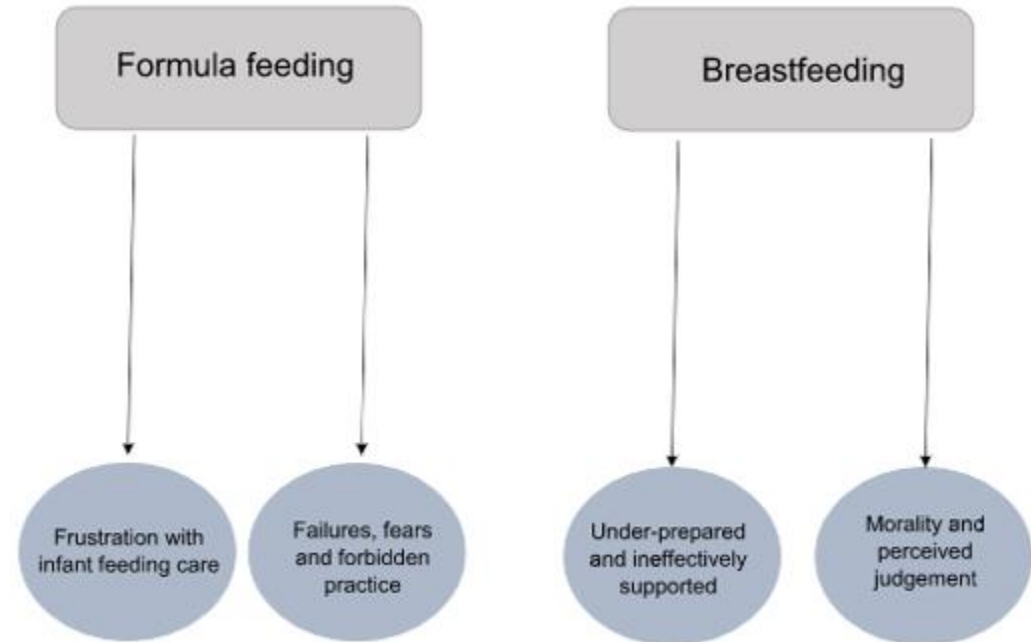 Formula feeding
Breastfeeding
Frustration with
infant feeding care
Failures, fears
and forbidden
practice
Under-prepared
and ineffectively
supported
Morality and
perceived
judgement